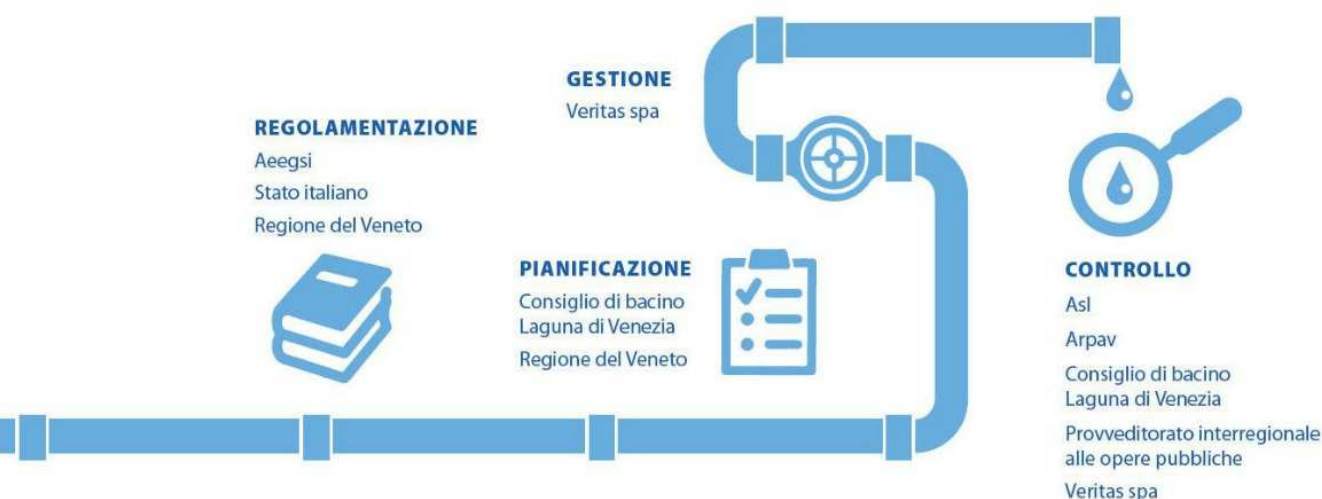 GESTIONE
Veritas spa
REGOLAMENTAZIONE
Aeegsi
Stato italiano
Regione del Veneto
PIANIFICAZIONE
Consiglio di bacino
Laguna di Venezia
Regione del Veneto
CONTROLLO
Asl
Arpav
Consiglio di bacino
Laguna di Venezia
Provveditorato interregionale
alle opere pubbliche
Veritas spa